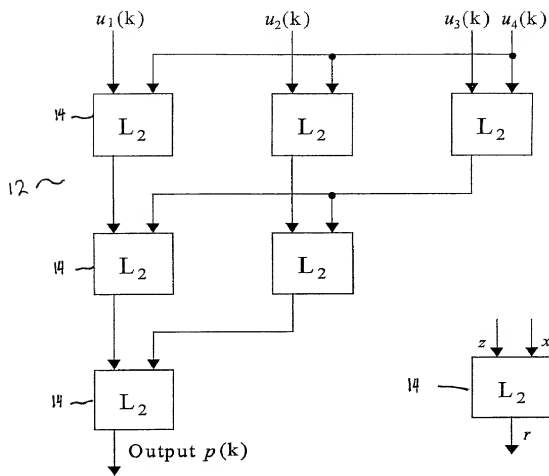 u₁(k) u₂(k) u₃(k) u₄(k)
14 L₂ L₂ L₂
12
14 L₂ L₂
z x
14 L₂ 14 L₂
r
Output p(k)